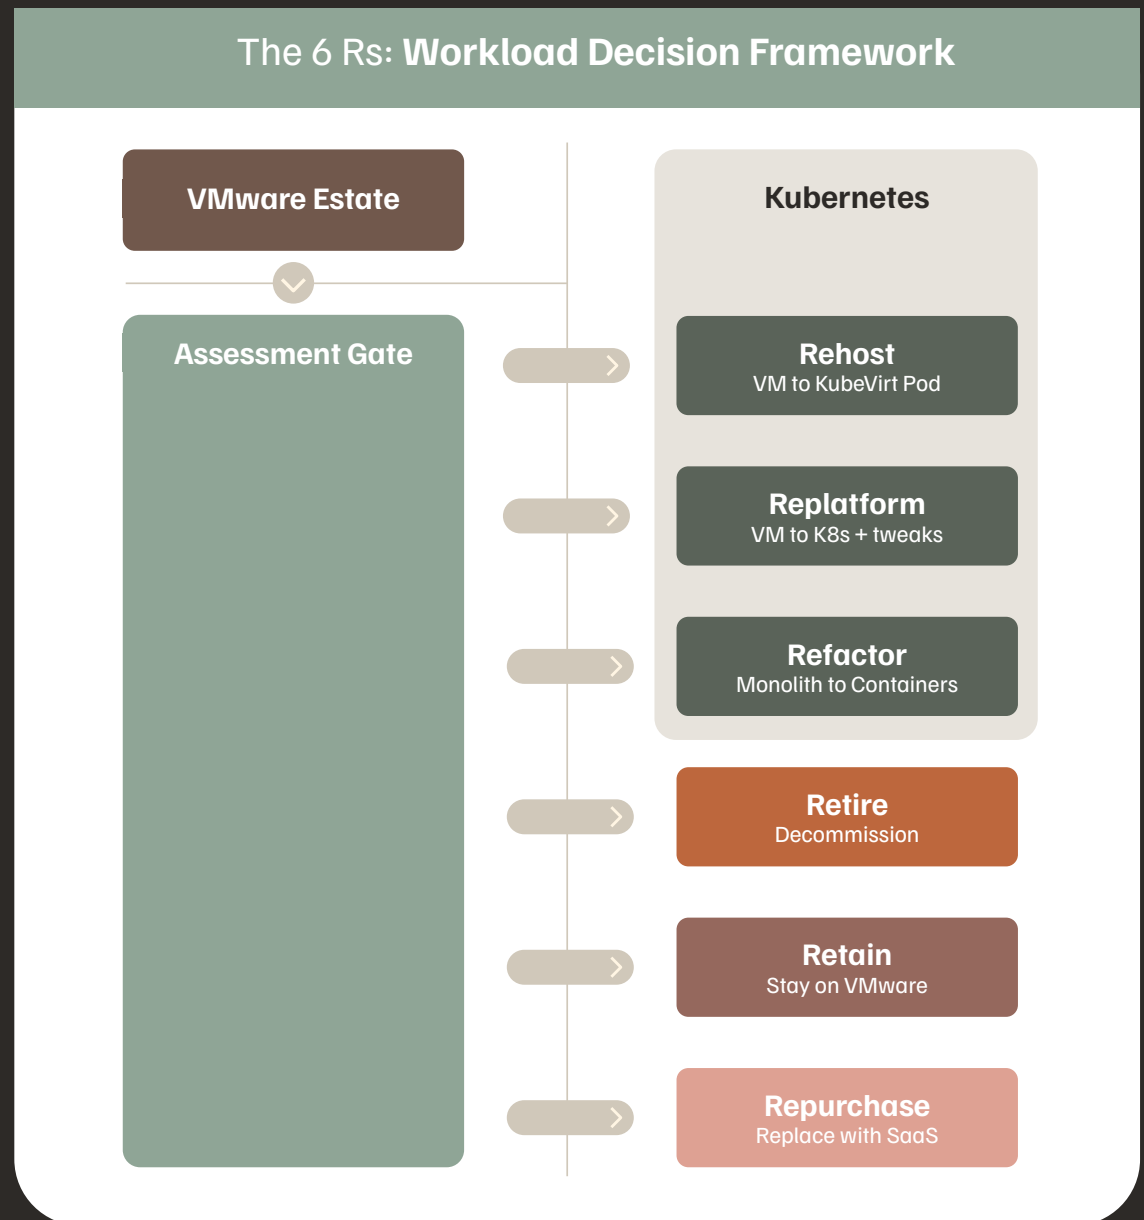 The 6 Rs: Workload Decision Framework
VMware Estate
Assessment Gate
Kubernetes
Rehost
VM to KubeVirt Pod
Replatform
VM to K8s + tweaks
Refactor
Monolith to Containers
Retire
Decommission
Retain
Stay on VMware
Repurchase
Replace with SaaS